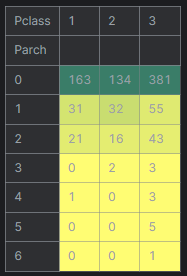 Pclass 1 2 3
Parch
0 163 134 381
1 31 32 55
2 21 16 43
3 0 2 3
4 1 0 3
5 0 0 5
6 0 0 1